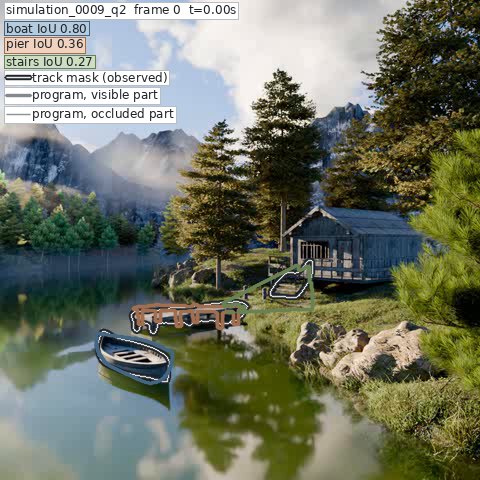 simulation_0009_q2 frame 0 t=0.00s
boat IoU 0.80
pier IoU 0.36
stairs IoU 0.27
track mask (observed)
program, visible part
program, occluded part